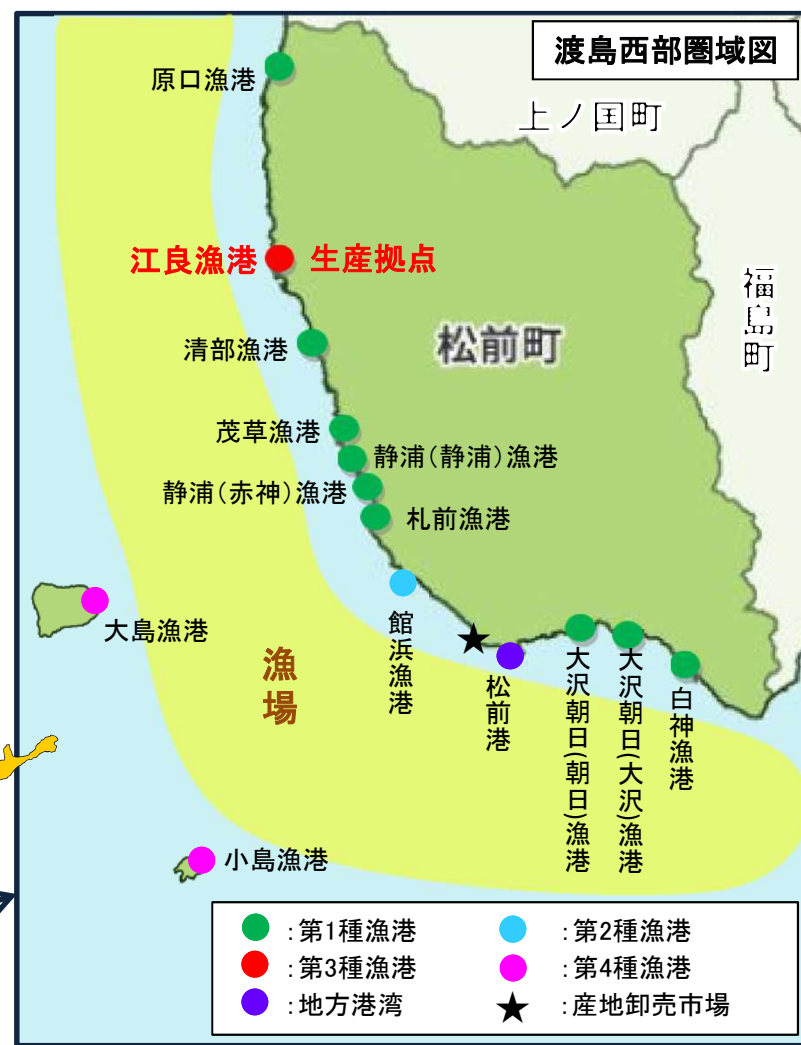 渡島西部圏域図
原口漁港
上ノ国町
江良漁港
生産拠点
福島町
清部漁港
松前町
茂草漁港
静浦(静浦)漁港
静浦(赤神)漁港
札前漁港
大島漁港
館浜漁港
漁場
松前港
大沢朝日(朝日)漁港
大沢朝日(大沢)漁港
白神漁港
小島漁港
:第1種漁港
:第2種漁港
:第3種漁港
:第4種漁港
:地方港湾
:産地卸売市場